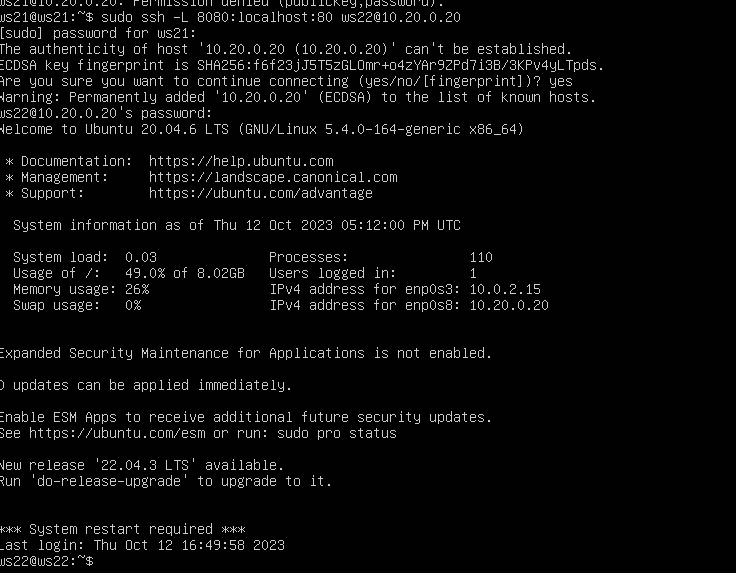 ws21@10.20.0.20: Permission denied (publickey,password).
ws21@ws21:~$ sudo ssh -L 8080:localhost:80 ws22@10.20.0.20
[sudo] password for ws21:
The authenticity of host '10.20.0.20 (10.20.0.20)' can't be established.
ECDSA key fingerprint is SHA256:f6f23jJ5T5zGLOmr+o4zYAr9ZPd7i3B/3KPv4yLTpds.
Are you sure you want to continue connecting (yes/no/[fingerprint])? yes
Warning: Permanently added '10.20.0.20' (ECDSA) to the list of known hosts.
ws22@10.20.0.20's password:
Welcome to Ubuntu 20.04.6 LTS (GNU/Linux 5.4.0-164-generic x86_64)
* Documentation: https://help.ubuntu.com
* Management: https://landscape.canonical.com
* Support: https://ubuntu.com/advantage
System information as of Thu 12 Oct 2023 05:12:00 PM UTC
System load: 0.03 Processes: 110
Usage of /: 49.0% of 8.02GB Users logged in: 1
Memory usage: 26% IPv4 address for enp0s3: 10.0.2.15
Swap usage: 0% IPv4 address for enp0s8: 10.20.0.20
Expanded Security Maintenance for Applications is not enabled.
0 updates can be applied immediately.
Enable ESM Apps to receive additional future security updates.
See https://ubuntu.com/esm or run: sudo pro status
New release '22.04.3 LTS' available.
Run 'do-release-upgrade' to upgrade to it.
*** System restart required ***
Last login: Thu Oct 12 16:49:58 2023
ws22@ws22:~$